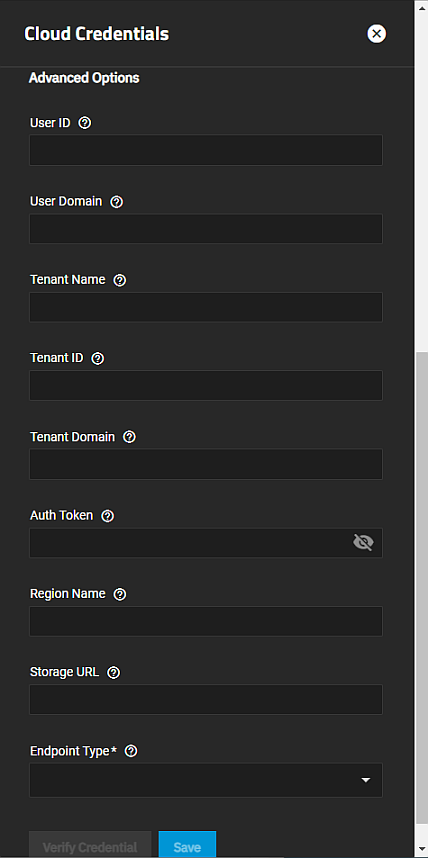 Cloud Credentials
Advanced Options
User ID
User Domain
Tenant Name
Tenant ID
Tenant Domain
Auth Token
Region Name
Storage URL
Endpoint Type*
Verify Credential Save